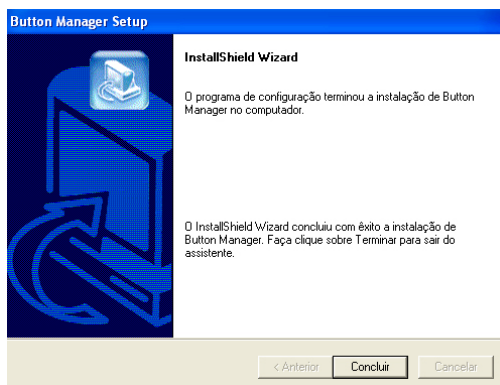 Button Manager Setup
InstallShield Wizard
O programa de configuração terminou a instalação de Button
Manager no computador.
O InstallShield Wizard concluiu com êxito a instalação de
Button Manager. Faça clique sobre Terminar para sair do
assistente.
< Anterior
Concluir
Cancelar